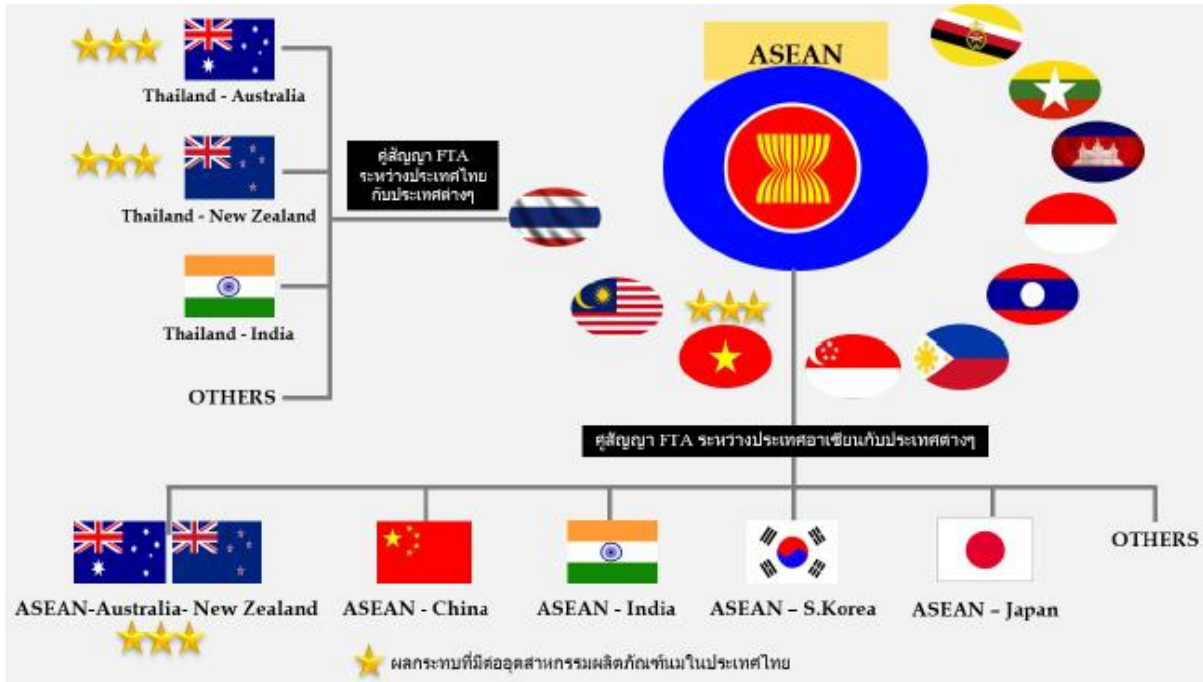 ASEAN
Thailand - Australia
คู่สัญญา FTA
ระหว่างประเทศไทย
กับประเทศต่างๆ
Thailand - New Zealand
Thailand - India
OTHERS
คู่สัญญา FTA ระหว่างประเทศอาเซียนกับประเทศต่างๆ
OTHERS
ASEAN-Australia- New Zealand
ASEAN - China
ASEAN - India
ASEAN – S.Korea
ASEAN – Japan
ผลกระทบที่มีต่ออุตสาหกรรมผลิตภัณฑ์นมในประเทศไทย